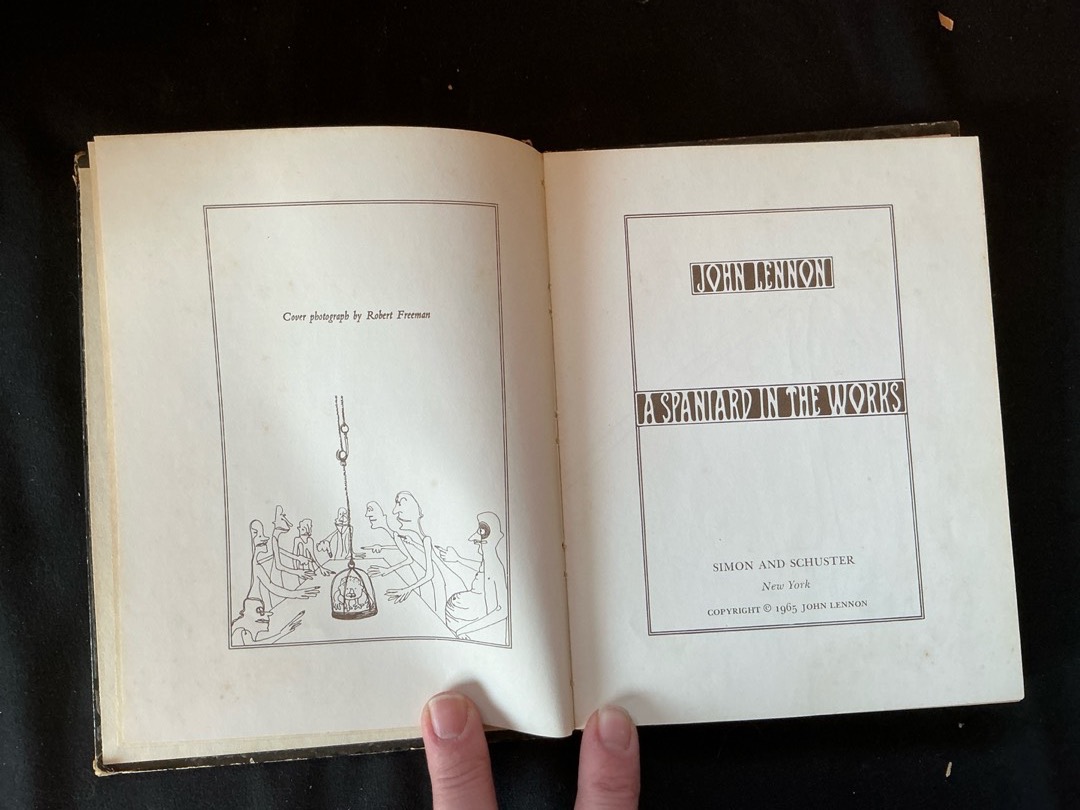 Cover photograph by Robert Freeman
JOHN LENNON
A SPANIARD IN THE WORKS
SIMON AND SCHUSTER
New York
COPYRIGHT © 1965 JOHN LENNON